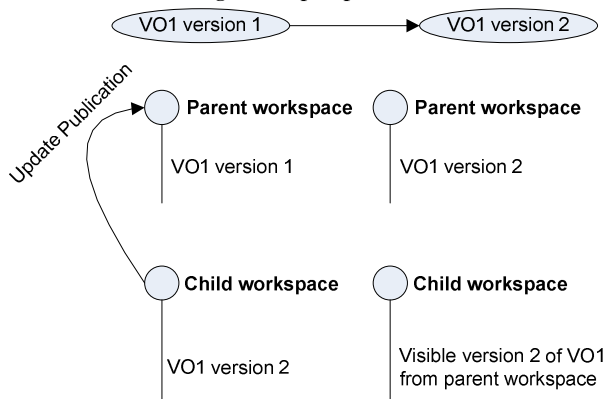 VO1 version 1
VO1 version 2
Update Publication
Parent workspace
Parent workspace
VO1 version 1
VO1 version 2
Child workspace
Child workspace
VO1 version 2
Visible version 2 of VO1
from parent workspace